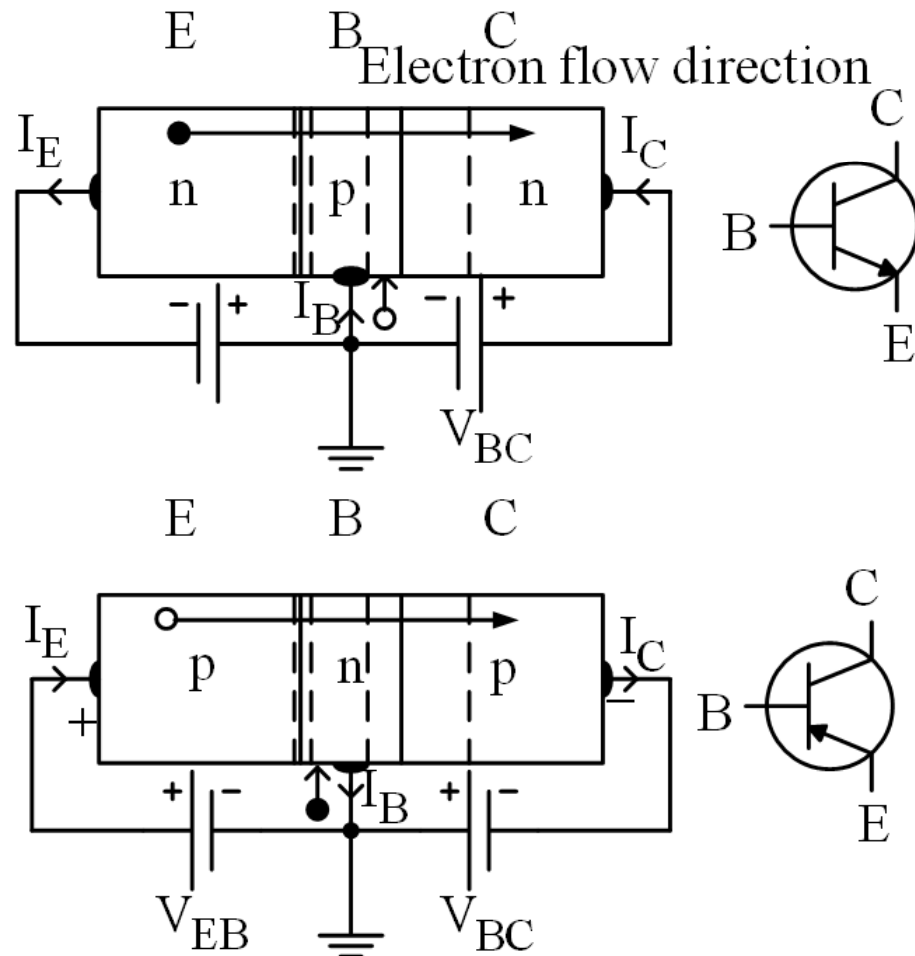 E B C
Electron flow direction
I_E n p n I_C
C
B
E
- + I_B - +
V_BC
E B C
I_E p n p I_C
+ −
C
B
E
+ - I_B + -
V_EB V_BC